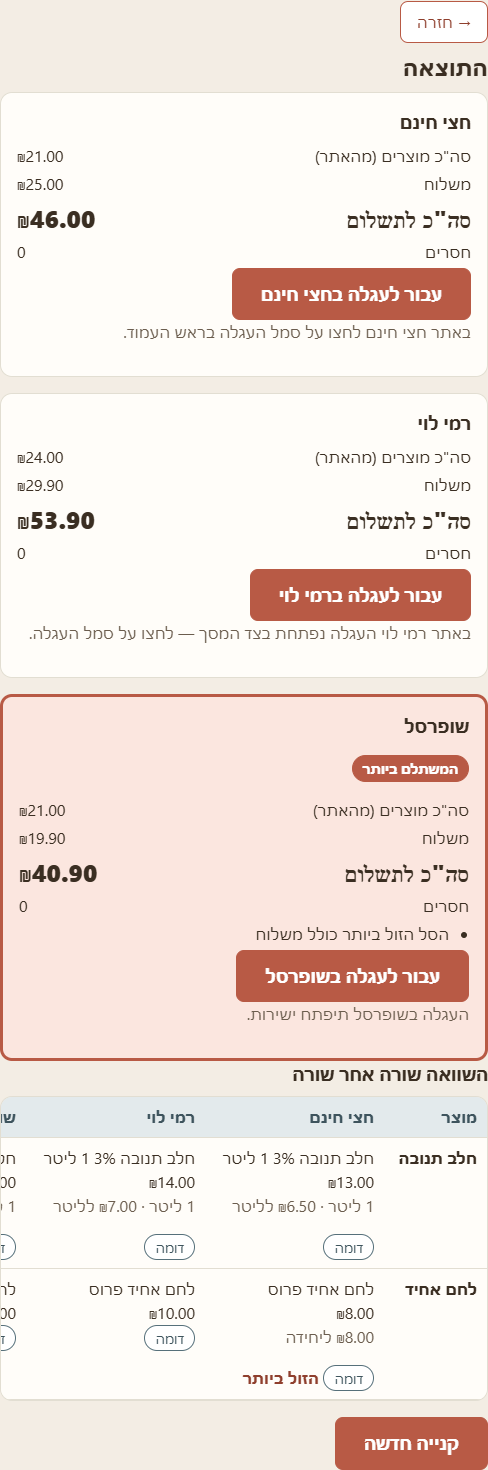 → חזרה
התוצאה
חצי חינם
סה"כ מוצרים (מהאתר) ₪21.00
משלוח ₪25.00
סה"כ לתשלום ₪46.00
חסרים 0
עבור לעגלה בחצי חינם
באתר חצי חינם לחצו על סמל העגלה בראש העמוד.
רמי לוי
סה"כ מוצרים (מהאתר) ₪24.00
משלוח ₪29.90
סה"כ לתשלום ₪53.90
חסרים 0
עבור לעגלה ברמי לוי
באתר רמי לוי העגלה נפתחת בצד המסך — לחצו על סמל העגלה.
שופרסל
המשתלם ביותר
סה"כ מוצרים (מהאתר) ₪21.00
משלוח ₪19.90
סה"כ לתשלום ₪40.90
חסרים 0
• הסל הזול ביותר כולל משלוח
עבור לעגלה בשופרסל
העגלה בשופרסל תיפתח ישירות.
השוואה שורה אחר שורה
מוצר חצי חינם רמי לוי
חלב תנובה חלב תנובה 3% 1 ליטר חלב תנובה 3% 1 ליטר
₪13.00 ₪14.00
1 ליטר · ₪6.50 לליטר 1 ליטר · ₪7.00 לליטר
דומה דומה
לחם אחיד לחם אחיד פרוס לחם אחיד פרוס
₪8.00 ₪10.00
₪8.00 ליחידה דומה
דומה הזול ביותר
קנייה חדשה